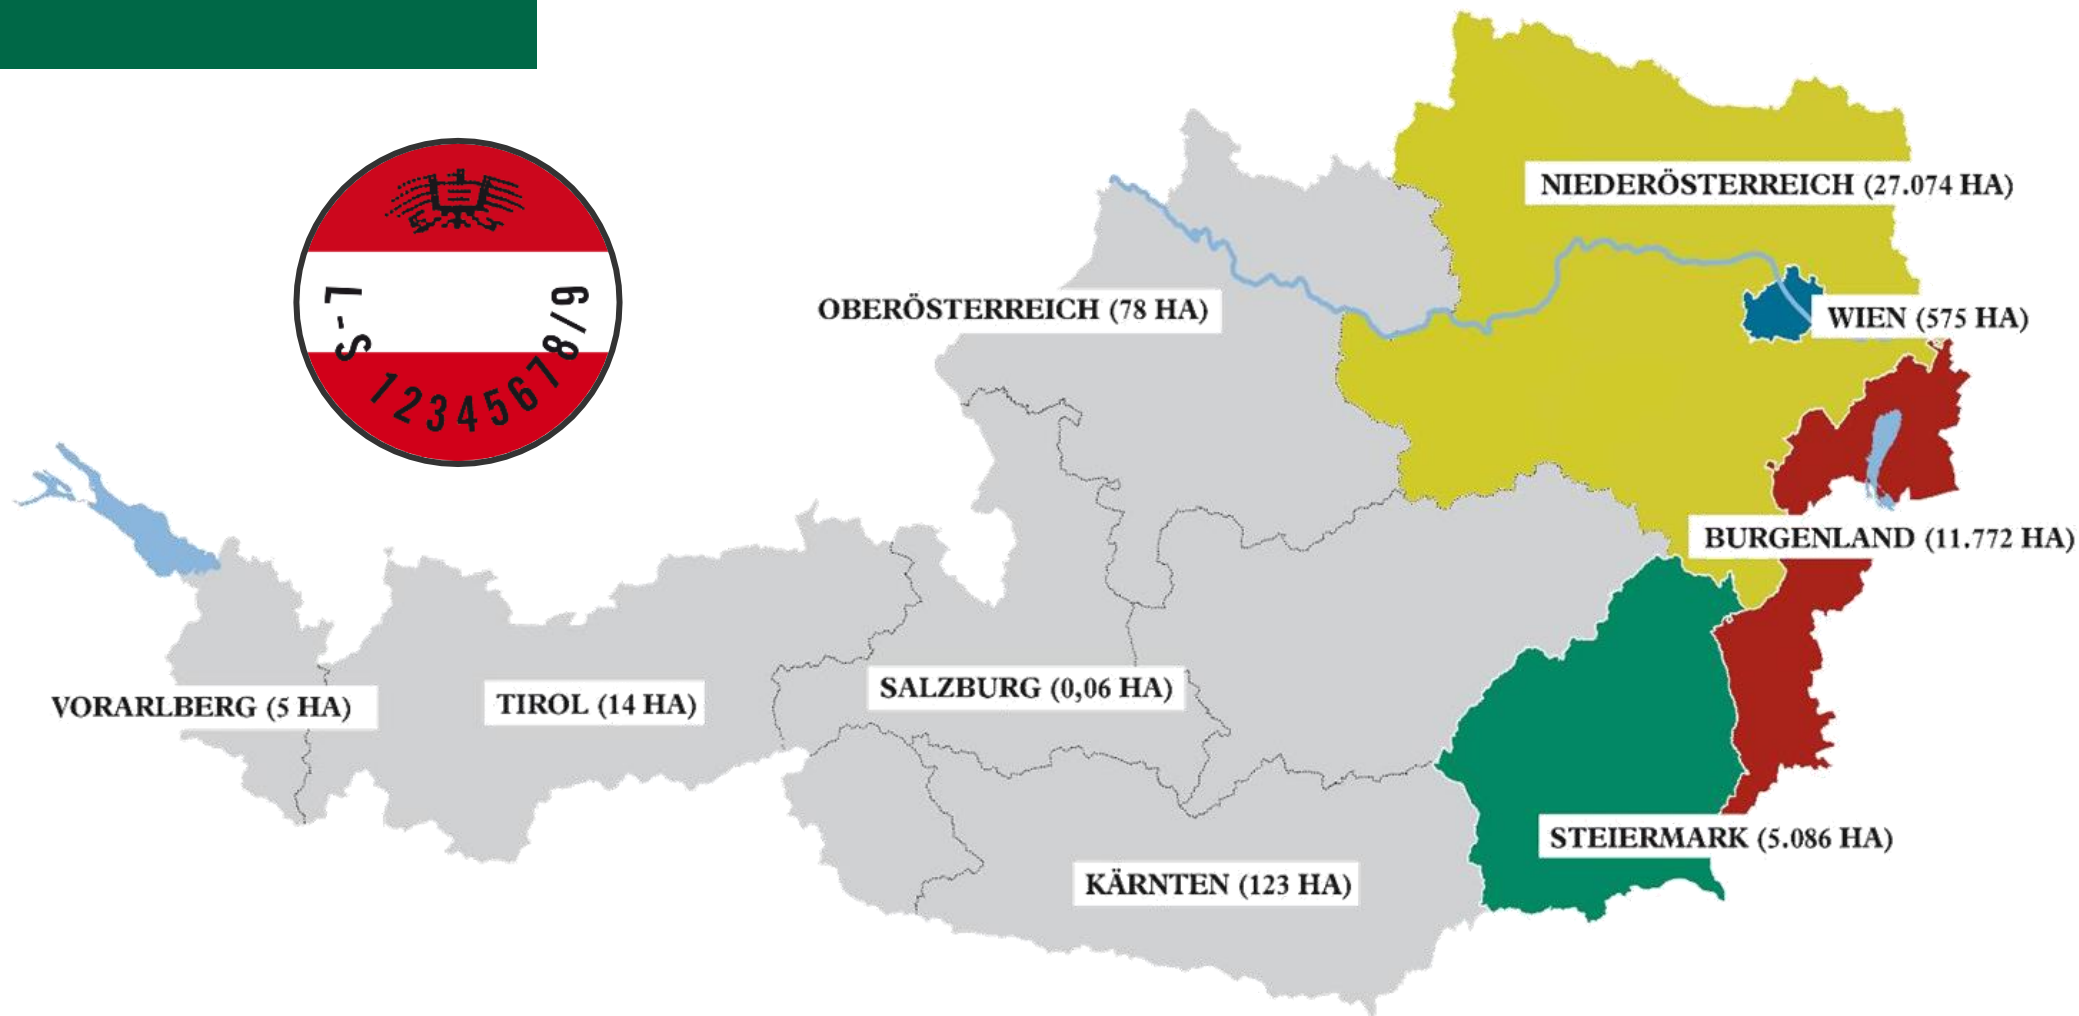 NIEDERÖSTERREICH (27.074 HA)
OBERÖSTERREICH (78 HA)
WIEN (575 HA)
L-S 12345678/9
BURGENLAND (11.772 HA)
VORARLBERG (5 HA)
TIROL (14 HA)
SALZBURG (0,06 HA)
STEIERMARK (5.086 HA)
KÄRNTEN (123 HA)